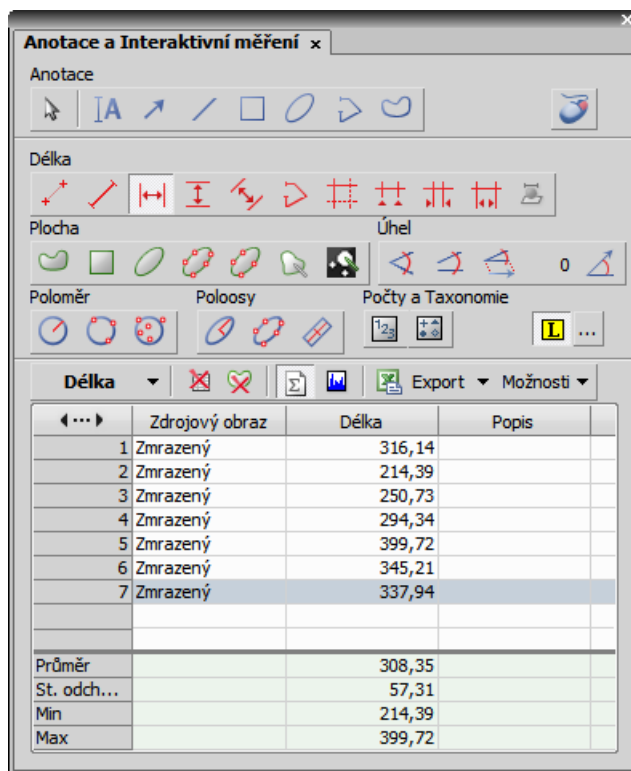 Anotace a Interaktivní měření x
Anotace
A
Délka
Plocha Úhel
0
Poloměr Poloosy Počty a Taxonomie
123 L ...
Délka Σ Export Možnosti
Zdrojový obraz Délka Popis
1 Zmrazený 316,14
2 Zmrazený 214,39
3 Zmrazený 250,73
4 Zmrazený 294,34
5 Zmrazený 399,72
6 Zmrazený 345,21
7 Zmrazený 337,94
Průměr 308,35
St. odch... 57,31
Min 214,39
Max 399,72